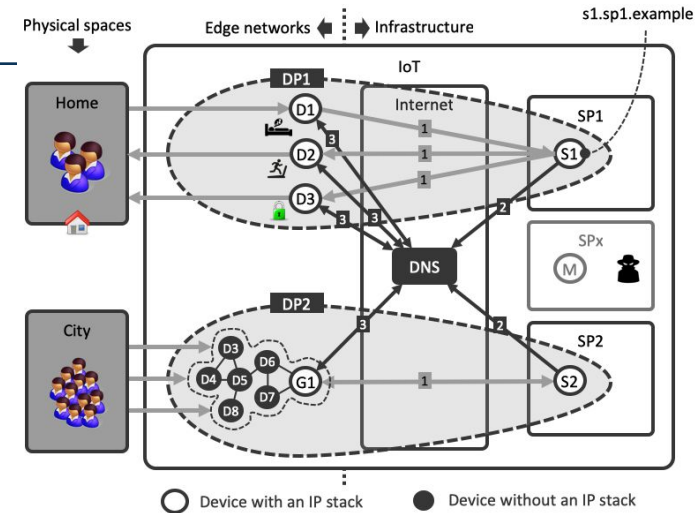 Physical spaces
Edge networks
Infrastructure
s1.sp1.example
IoT
DP1
Internet
Home
D1
SP1
1
3
D2
1
S1
1
D3
3
3
2
SPx
DNS
M
DP2
City
3
2
SP2
D3
D6
D4
D5
G1
1
S2
D7
D8
Device with an IP stack
Device without an IP stack